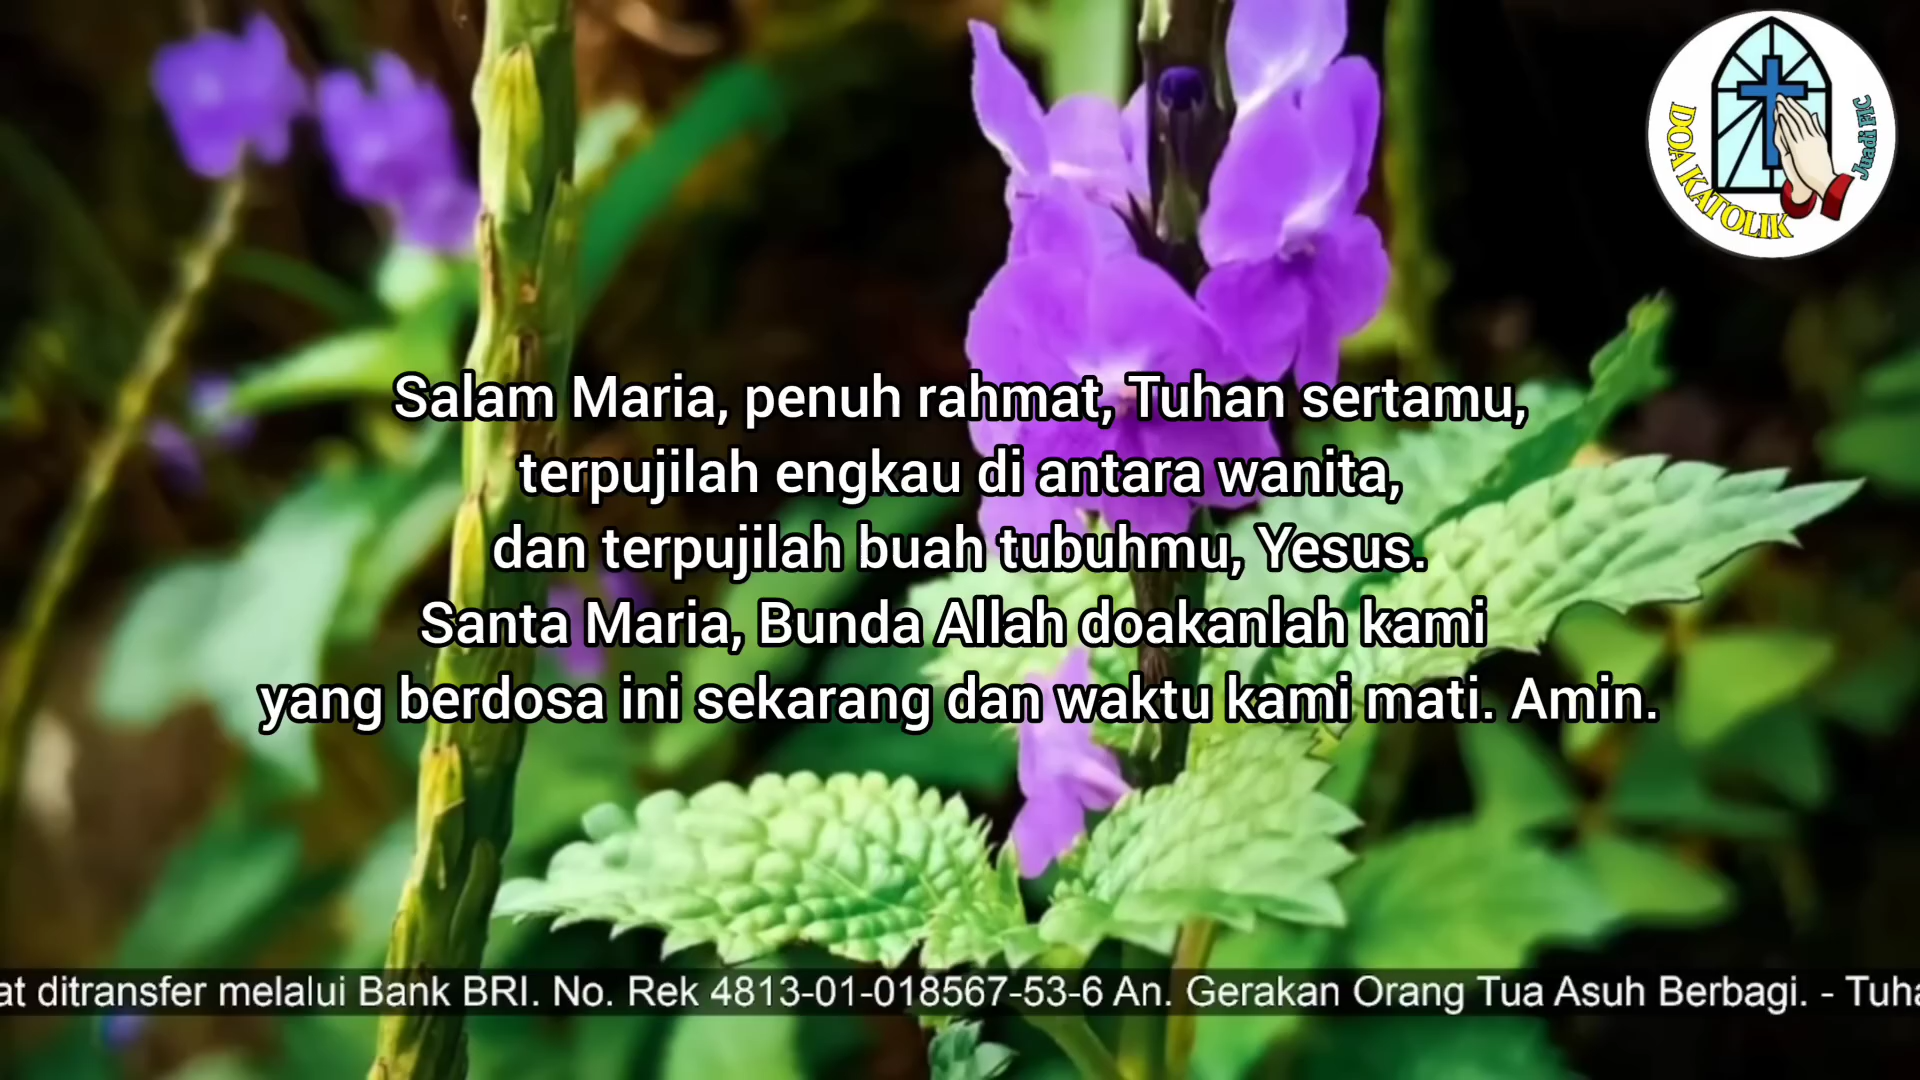 DOA KATOLIK
Juadi FIC
Salam Maria, penuh rahmat, Tuhan sertamu,
terpujilah engkau di antara wanita,
dan terpujilah buah tubuhmu, Yesus.
Santa Maria, Bunda Allah doakanlah kami
yang berdosa ini sekarang dan waktu kami mati. Amin.
at ditransfer melalui Bank BRI. No. Rek 4813-01-018567-53-6 An. Gerakan Orang Tua Asuh Berbagi. - Tuha